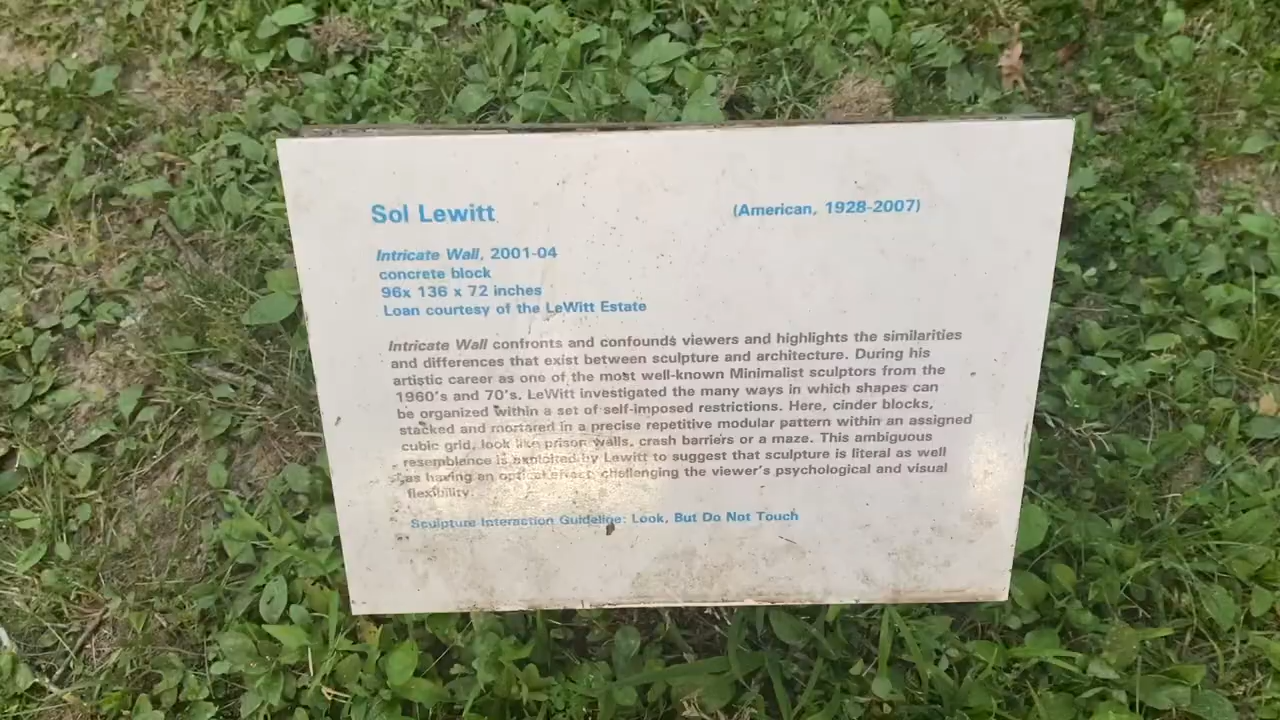 Sol Lewitt (American, 1928-2007)
Intricate Wall, 2001-04
concrete block
96x 136 x 72 inches
Loan courtesy of the LeWitt Estate
Intricate Wall confronts and confounds viewers and highlights the similarities
and differences that exist between sculpture and architecture. During his
artistic career as one of the most well-known Minimalist sculptors from the
1960's and 70's. LeWitt investigated the many ways in which shapes can
be organized within a set of self-imposed restrictions. Here, cinder blocks,
stacked and mortared in a precise repetitive modular pattern within an assigned
cubic grid, look like prison walls, crash barriers or a maze. This ambiguous
resemblance is exploited by Lewitt to suggest that sculpture is literal as well
as having an optical effect, challenging the viewer's psychological and visual
flexibility.
Sculpture Interaction Guideline: Look, But Do Not Touch